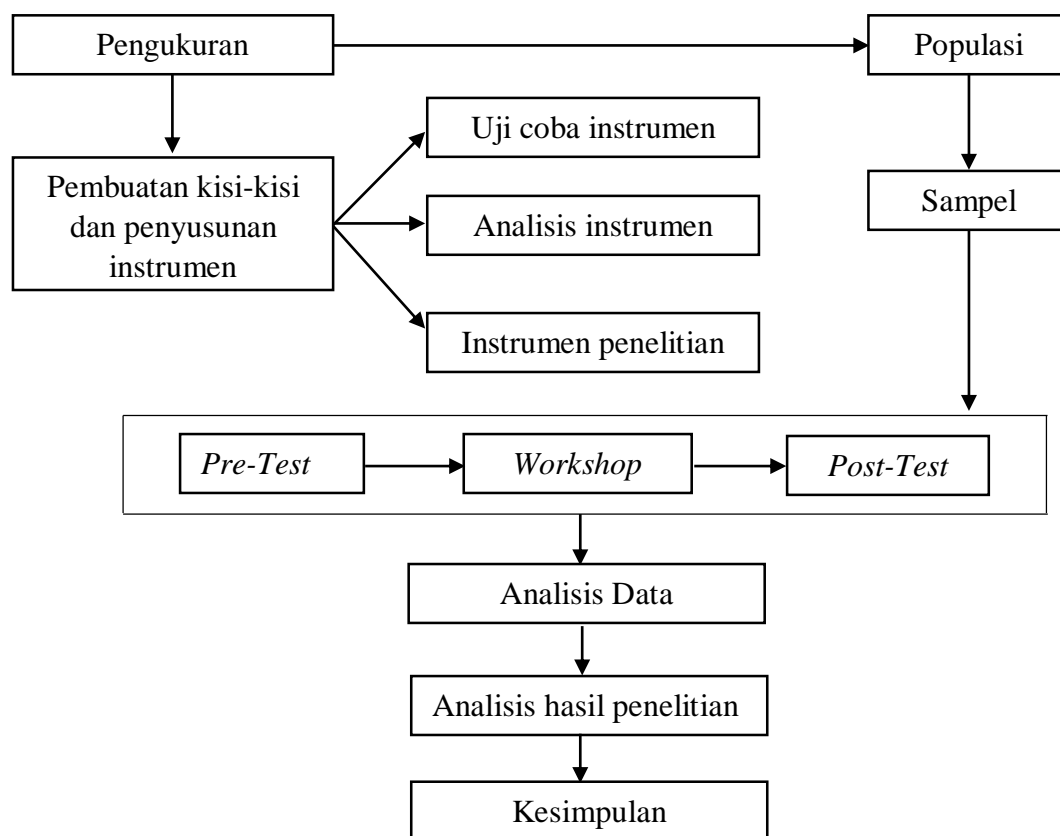 Pengukuran
Populasi
Uji coba instrumen
Pembuatan kisi-kisi
dan penyusunan
instrumen
Analisis instrumen
Sampel
Instrumen penelitian
Pre-Test
Workshop
Post-Test
Analisis Data
Analisis hasil penelitian
Kesimpulan